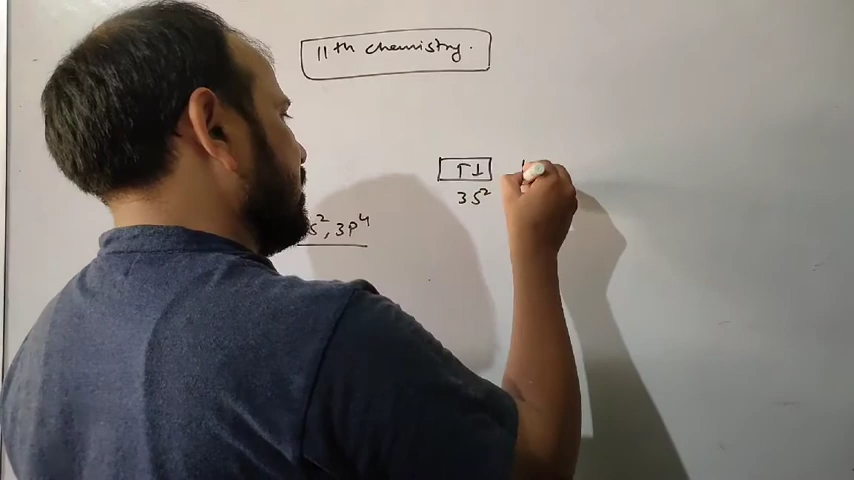 11th chemistry.
↑↓
3s²
s², 3p⁴